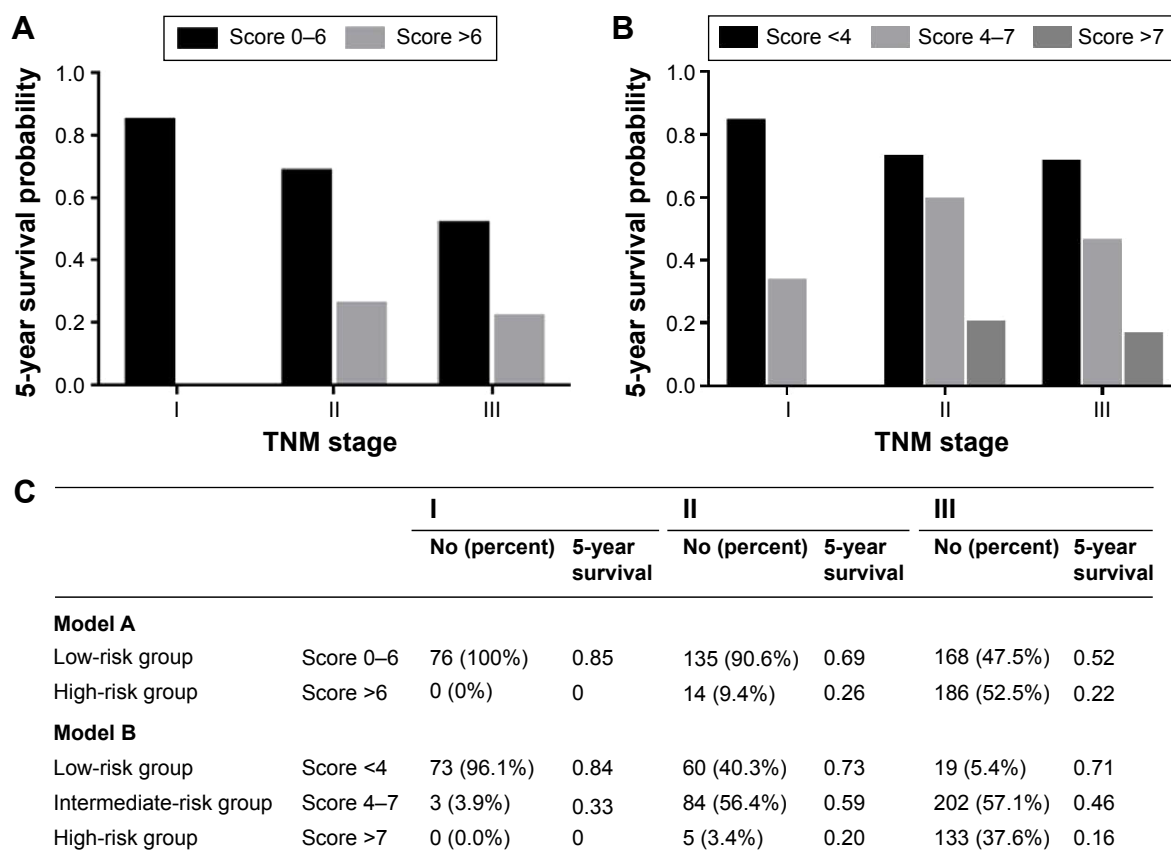 A
Score 0–6 Score >6
5-year survival probability
1.0
0.8
0.6
0.4
0.2
0.0
I II III
TNM stage
B
Score <4 Score 4–7 Score >7
5-year survival probability
1.0
0.8
0.6
0.4
0.2
0.0
I II III
TNM stage
C
I II III
No (percent) 5-year survival No (percent) 5-year survival No (percent) 5-year survival
Model A
Low-risk group Score 0–6 76 (100%) 0.85 135 (90.6%) 0.69 168 (47.5%) 0.52
High-risk group Score >6 0 (0%) 0 14 (9.4%) 0.26 186 (52.5%) 0.22
Model B
Low-risk group Score <4 73 (96.1%) 0.84 60 (40.3%) 0.73 19 (5.4%) 0.71
Intermediate-risk group Score 4–7 3 (3.9%) 0.33 84 (56.4%) 0.59 202 (57.1%) 0.46
High-risk group Score >7 0 (0.0%) 0 5 (3.4%) 0.20 133 (37.6%) 0.16